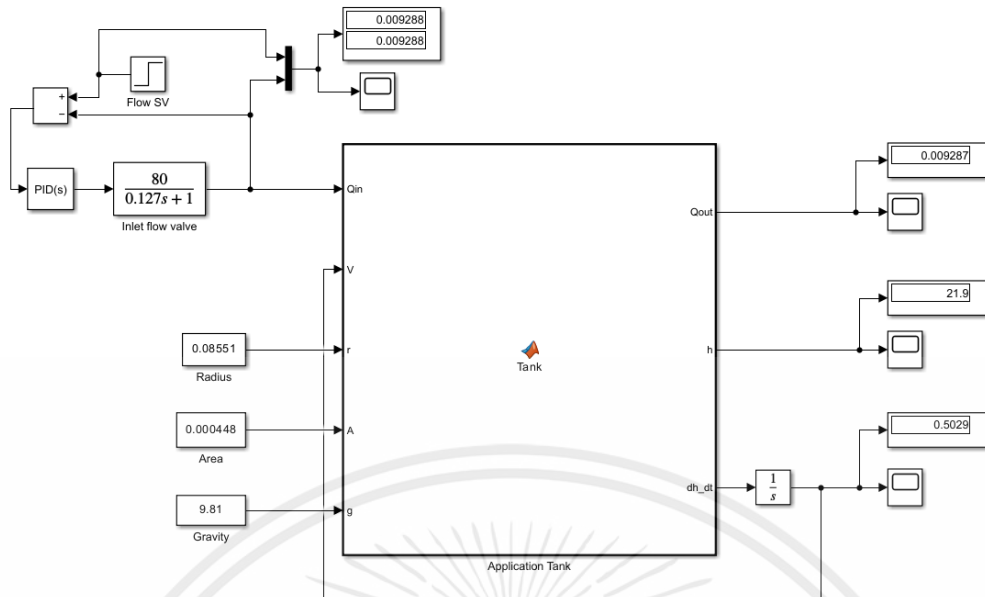 0.009288
0.009288
+
−
Flow SV
PID(s)
80
0.127s + 1
Inlet flow valve
Qin
V
r
A
g
0.08551
Radius
0.000448
Area
9.81
Gravity
Tank
Application Tank
Qout
h
dh_dt
1
s
0.009287
21.9
0.5029